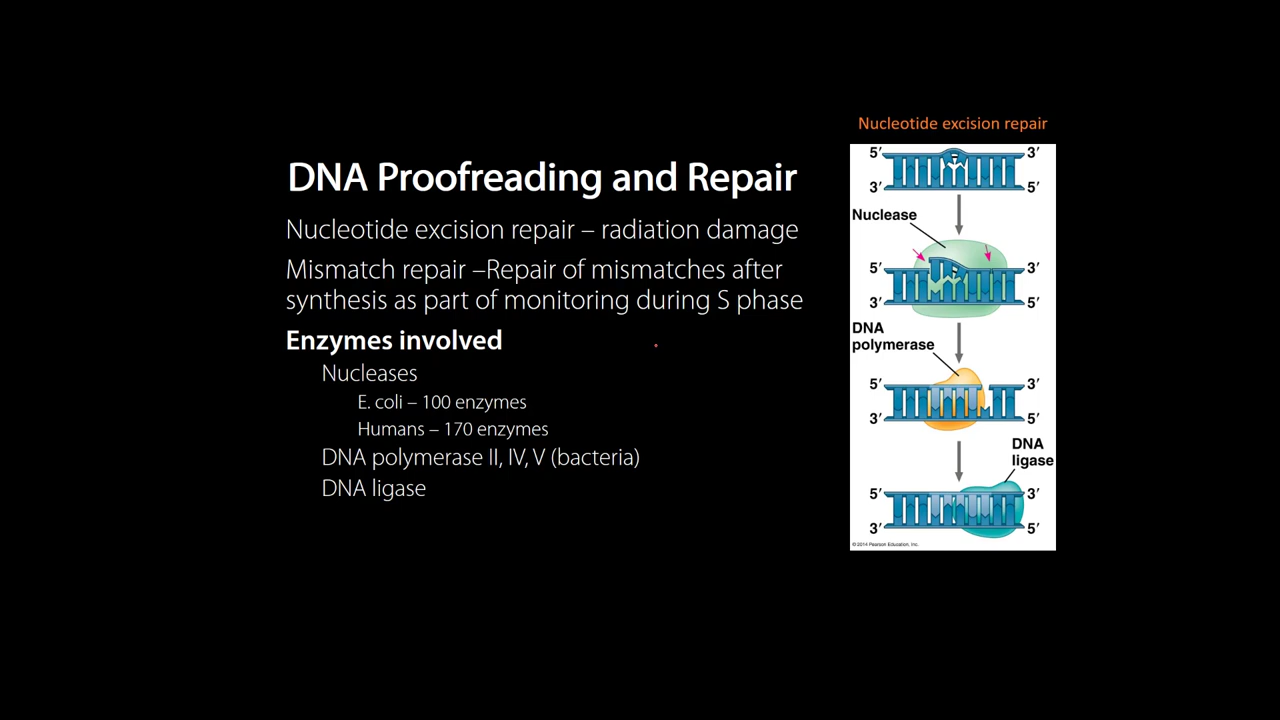 DNA Proofreading and Repair
Nucleotide excision repair – radiation damage
Mismatch repair –Repair of mismatches after
synthesis as part of monitoring during S phase
Enzymes involved
Nucleases
E. coli – 100 enzymes
Humans – 170 enzymes
DNA polymerase II, IV, V (bacteria)
DNA ligase
Nucleotide excision repair
5′ 3′
3′ 5′
Nuclease
5′ 3′
3′ 5′
DNA
polymerase
5′ 3′
3′ 5′
DNA
ligase
5′ 3′
3′ 5′
© 2014 Pearson Education, Inc.